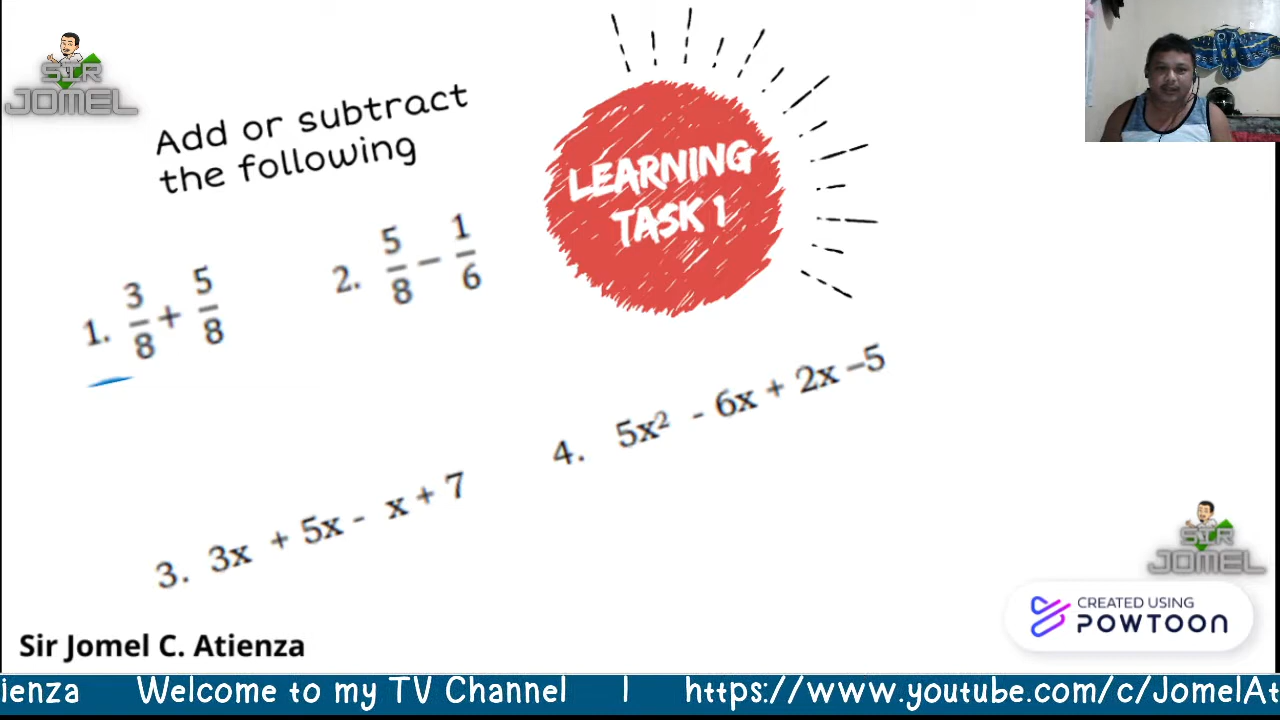 SIR
JOMEL
Add or subtract
the following
LEARNING
TASK 1
1. 3/8 + 5/8
2. 5/8 - 1/6
3. 3x + 5x - x + 7
4. 5x² - 6x + 2x -5
SIR
JOMEL
CREATED USING
POWTOON
Sir Jomel C. Atienza
ienza Welcome to my TV Channel | https://www.youtube.com/c/JomelAt